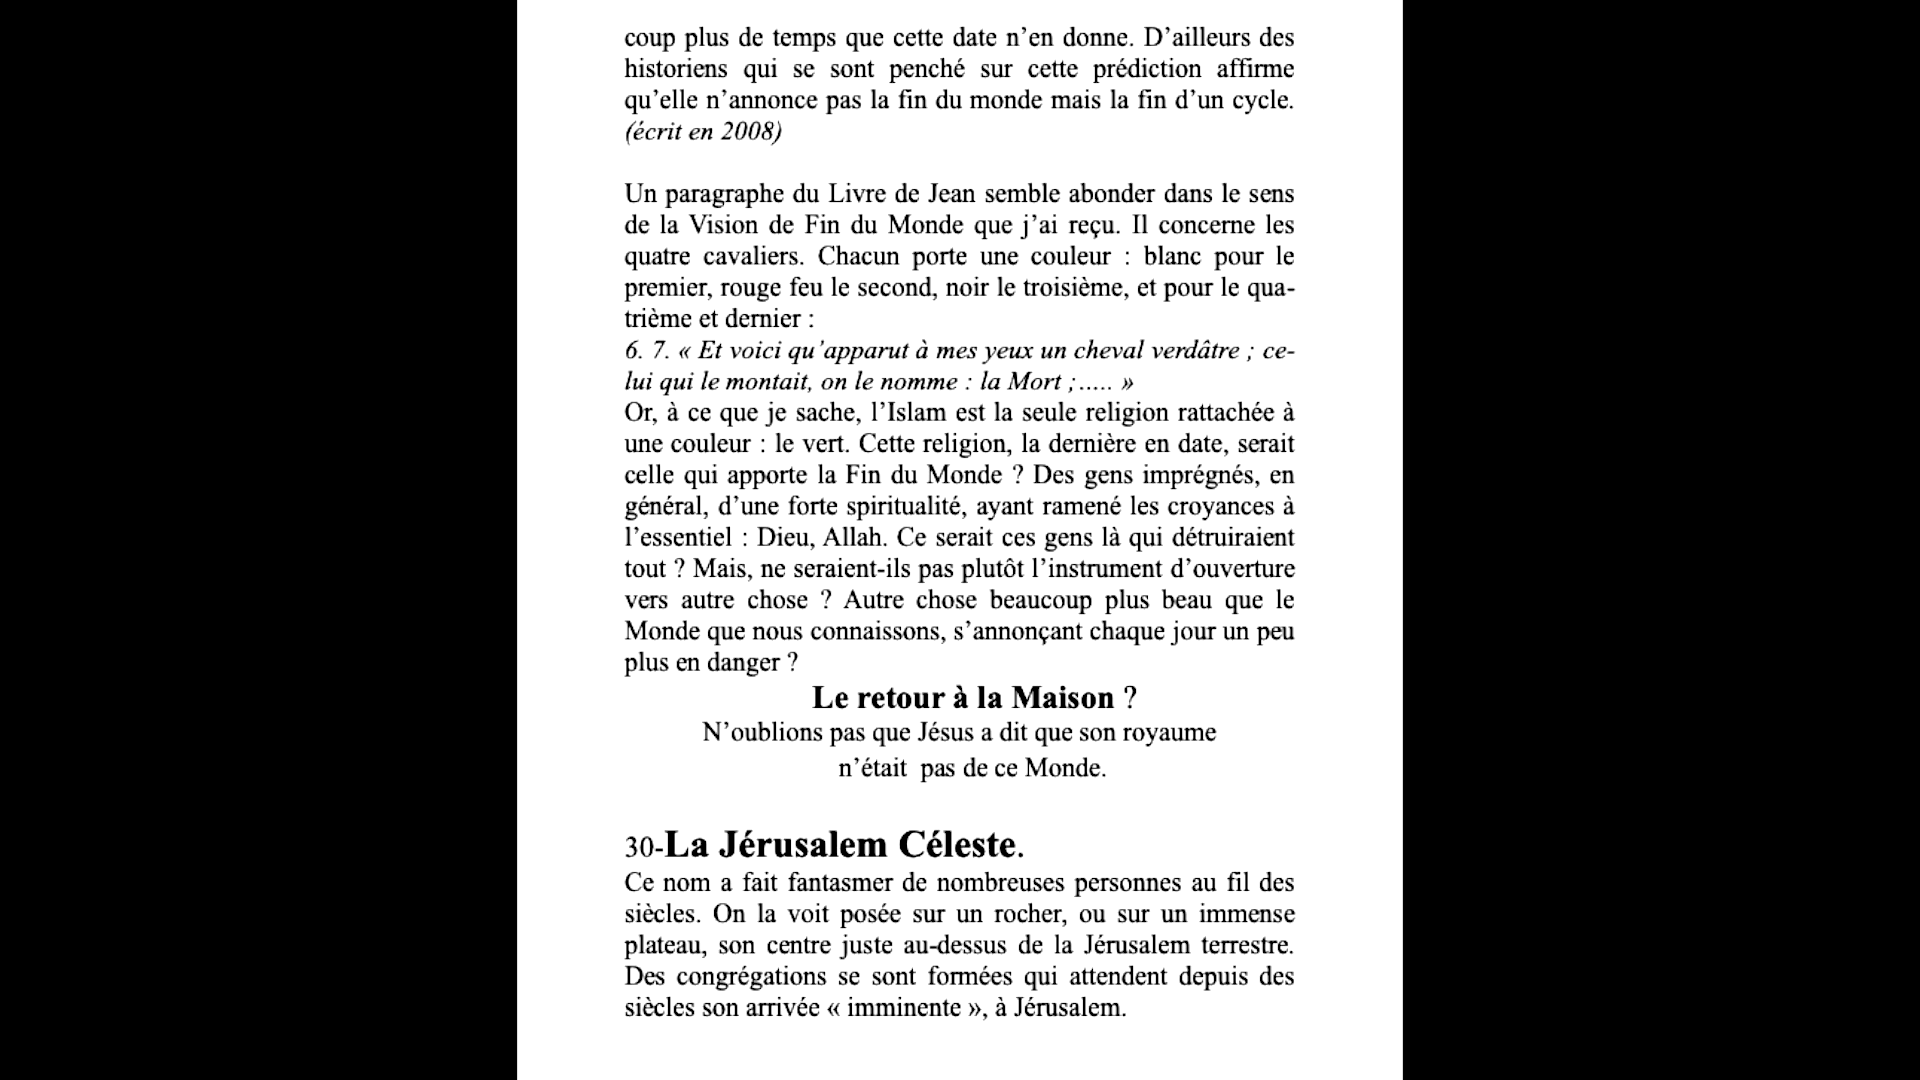 coup plus de temps que cette date n’en donne. D’ailleurs des
historiens qui se sont penché sur cette prédiction affirme
qu’elle n’annonce pas la fin du monde mais la fin d’un cycle.
(écrit en 2008)
Un paragraphe du Livre de Jean semble abonder dans le sens
de la Vision de Fin du Monde que j’ai reçu. Il concerne les
quatre cavaliers. Chacun porte une couleur : blanc pour le
premier, rouge feu le second, noir le troisième, et pour le qua-
trième et dernier :
6. 7. « Et voici qu’apparut à mes yeux un cheval verdâtre ; ce-
lui qui le montait, on le nomme : la Mort ;..... »
Or, à ce que je sache, l’Islam est la seule religion rattachée à
une couleur : le vert. Cette religion, la dernière en date, serait
celle qui apporte la Fin du Monde ? Des gens imprégnés, en
général, d’une forte spiritualité, ayant ramené les croyances à
l’essentiel : Dieu, Allah. Ce serait ces gens là qui détruiraient
tout ? Mais, ne seraient-ils pas plutôt l’instrument d’ouverture
vers autre chose ? Autre chose beaucoup plus beau que le
Monde que nous connaissons, s’annonçant chaque jour un peu
plus en danger ?
Le retour à la Maison ?
N’oublions pas que Jésus a dit que son royaume
n’était  pas de ce Monde.
30-La Jérusalem Céleste.
Ce nom a fait fantasmer de nombreuses personnes au fil des
siècles. On la voit posée sur un rocher, ou sur un immense
plateau, son centre juste au-dessus de la Jérusalem terrestre.
Des congrégations se sont formées qui attendent depuis des
siècles son arrivée « imminente », à Jérusalem.